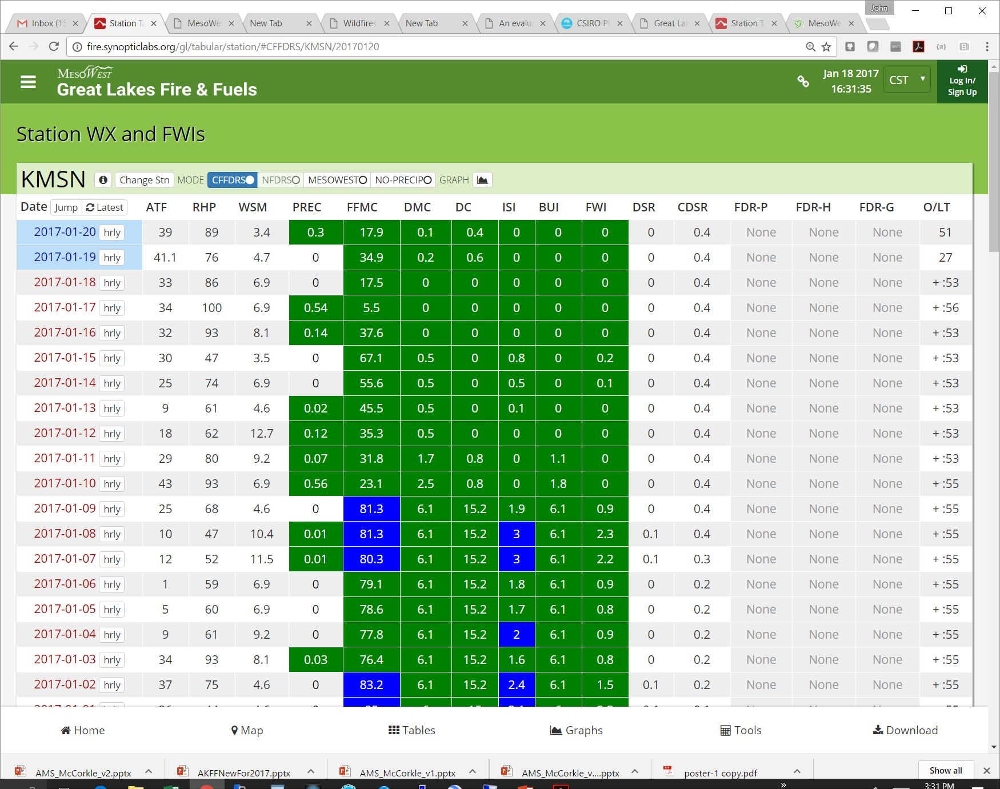 John
Inbox (15
Station Ta
MesoWe
New Tab
Wildfires
New Tab
An evalu
CSIRO PU
Great La
Station T
MesoWe
fire.synopticlabs.org/gl/tabular/station/#CFFDRS/KMSN/20170120
MESOWEST
Great Lakes Fire & Fuels
Jan 18 2017
16:31:35
CST
Log In/
Sign Up
Station WX and FWIs
KMSN Change Stn MODE CFFDRS NFDRS MESOWEST NO-PRECIP GRAPH
Date Jump Latest ATF RHP WSM PREC FFMC DMC DC ISI BUI FWI DSR CDSR FDR-P FDR-H FDR-G O/LT
2017-01-20 hrly 39 89 3.4 0.3 17.9 0.1 0.4 0 0 0 0 0.4 None None None 51
2017-01-19 hrly 41.1 76 4.7 0 34.9 0.2 0.6 0 0 0 0 0.4 None None None 27
2017-01-18 hrly 33 86 6.9 0 17.5 0 0 0 0 0 0 0.4 None None None + :53
2017-01-17 hrly 34 100 6.9 0.54 5.5 0 0 0 0 0 0 0.4 None None None + :56
2017-01-16 hrly 32 93 8.1 0.14 37.6 0 0 0 0 0 0 0.4 None None None + :53
2017-01-15 hrly 30 47 3.5 0 67.1 0.5 0 0.8 0 0.2 0 0.4 None None None + :53
2017-01-14 hrly 25 74 6.9 0 55.6 0.5 0 0.5 0 0.1 0 0.4 None None None + :53
2017-01-13 hrly 9 61 4.6 0.02 45.5 0.5 0 0.1 0 0 0 0.4 None None None + :53
2017-01-12 hrly 18 62 12.7 0.12 35.3 0.5 0 0 0 0 0 0.4 None None None + :53
2017-01-11 hrly 29 80 9.2 0.07 31.8 1.7 0.8 0 1.1 0 0 0.4 None None None + :53
2017-01-10 hrly 43 93 6.9 0.56 23.1 2.5 0.8 0 1.8 0 0 0.4 None None None + :55
2017-01-09 hrly 25 68 4.6 0 81.3 6.1 15.2 1.9 6.1 0.9 0 0.4 None None None + :55
2017-01-08 hrly 10 47 10.4 0.01 81.3 6.1 15.2 3 6.1 2.3 0.1 0.4 None None None + :55
2017-01-07 hrly 12 52 11.5 0.01 80.3 6.1 15.2 3 6.1 2.2 0.1 0.3 None None None + :55
2017-01-06 hrly 1 59 6.9 0 79.1 6.1 15.2 1.8 6.1 0.9 0 0.2 None None None + :55
2017-01-05 hrly 5 60 6.9 0 78.6 6.1 15.2 1.7 6.1 0.8 0 0.2 None None None + :55
2017-01-04 hrly 9 61 9.2 0 77.8 6.1 15.2 2 6.1 0.9 0 0.2 None None None + :55
2017-01-03 hrly 34 93 8.1 0.03 76.4 6.1 15.2 1.6 6.1 0.8 0 0.2 None None None + :55
2017-01-02 hrly 37 75 4.6 0 83.2 6.1 15.2 2.4 6.1 1.5 0.1 0.2 None None None + :55
Home Map Tables Graphs Tools Download
AMS_McCorkle_v2.pptx AKFFNewFor2017.pptx AMS_McCorkle_v1.pptx AMS_McCorkle_v....pptx poster-1 copy.pdf » Show all
» 3:31 PM